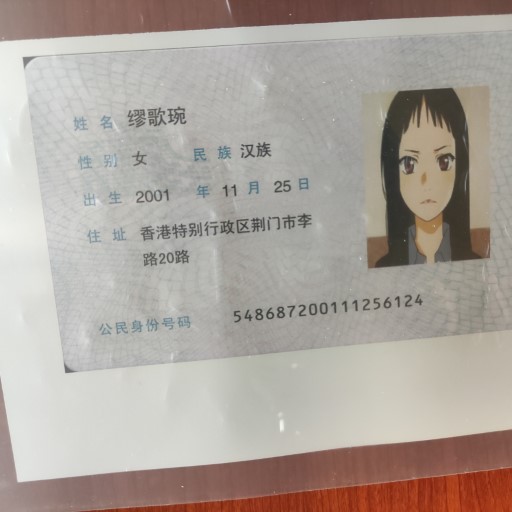 姓名 缪歌琬
性别 女 民族 汉族
出生 2001 年 11 月 25 日
住址 香港特别行政区荆门市李
路20路
公民身份号码 548687200111256124